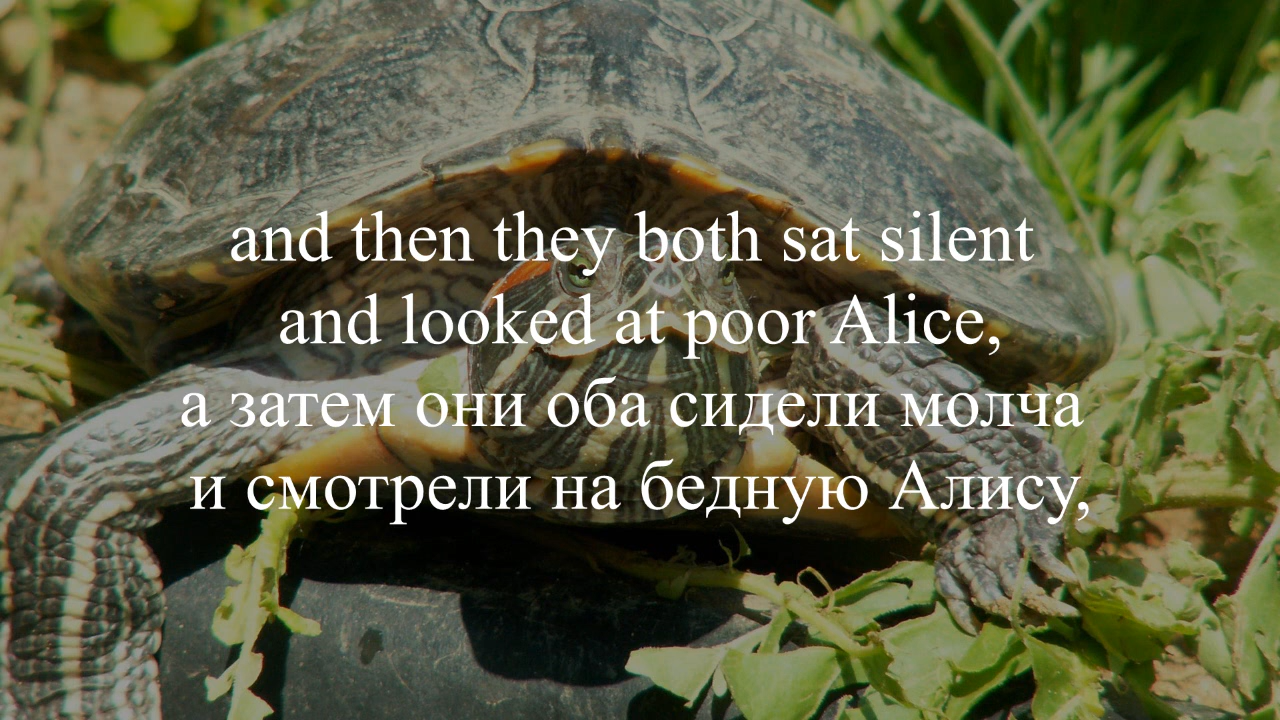 and then they both sat silent
and looked at poor Alice,
а затем они оба сидели молча
и смотрели на бедную Алису,